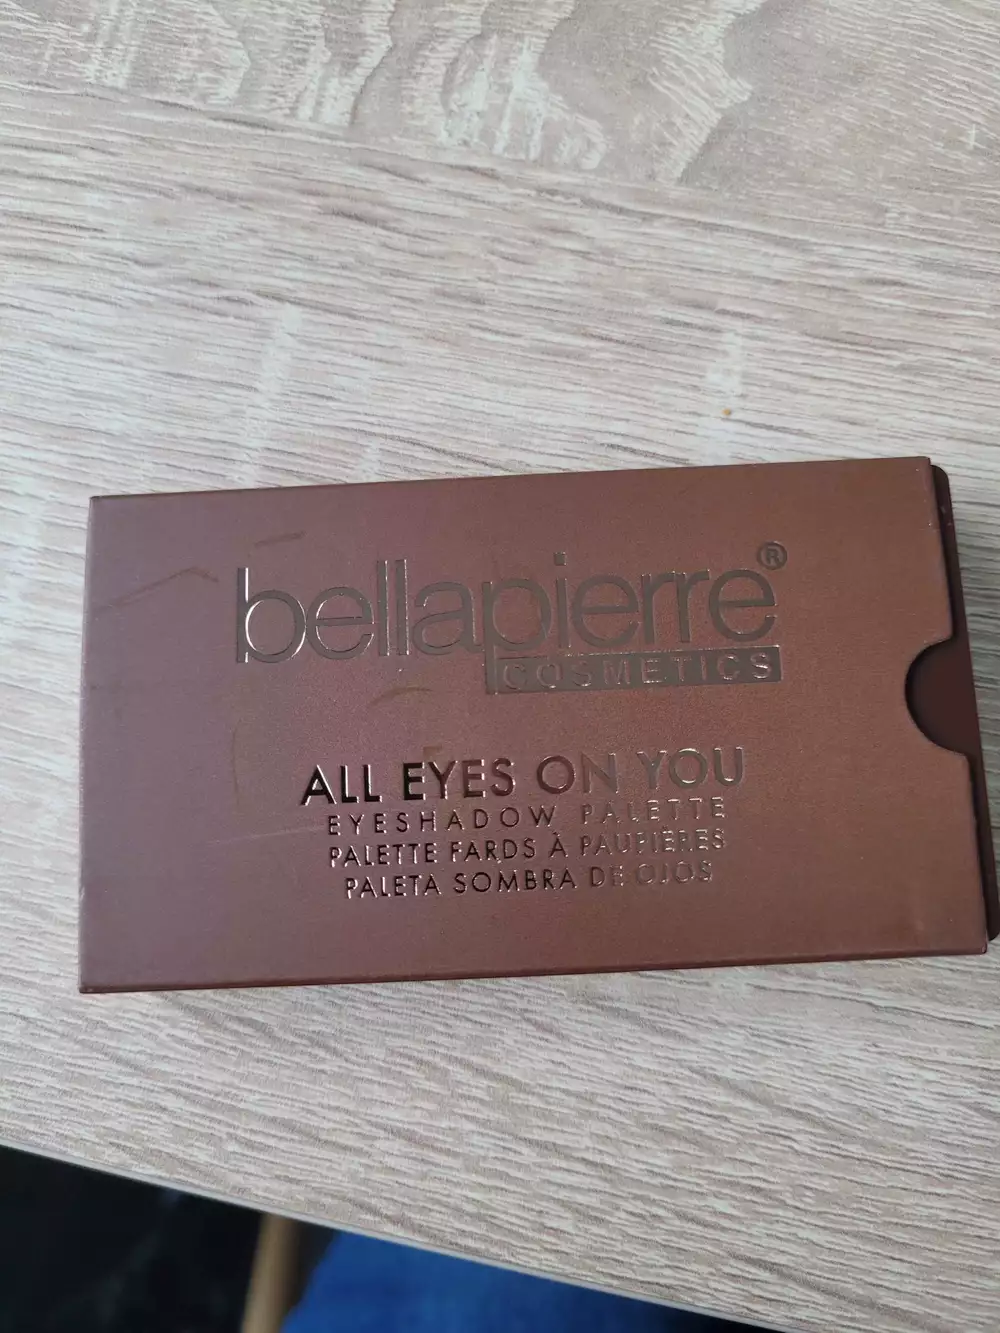 bellapierre®
COSMETICS
ALL EYES ON YOU
EYESHADOW PALETTE
PALETTE FARDS À PAUPIÈRES
PALETA SOMBRA DE OJOS